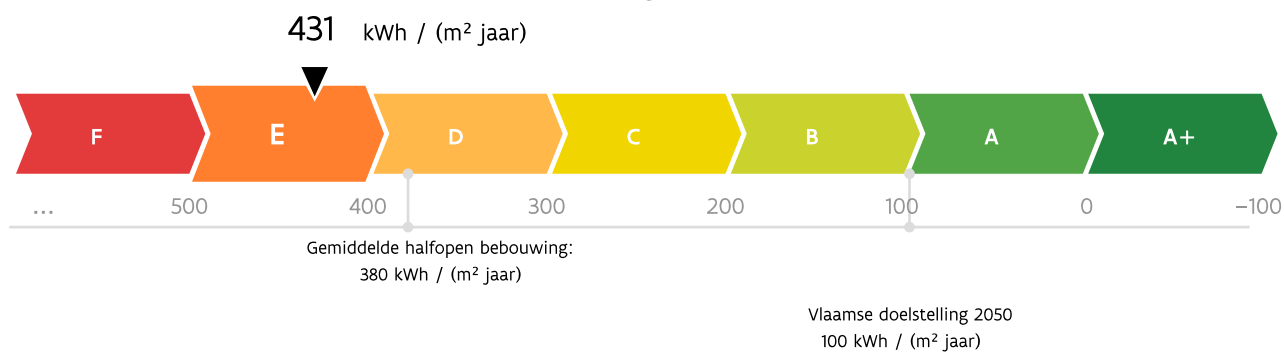 431 kWh / (m² jaar)
F E D C B A A+
... 500 400 300 200 100 0 –100
Gemiddelde halfopen bebouwing:
380 kWh / (m² jaar)
Vlaamse doelstelling 2050
100 kWh / (m² jaar)